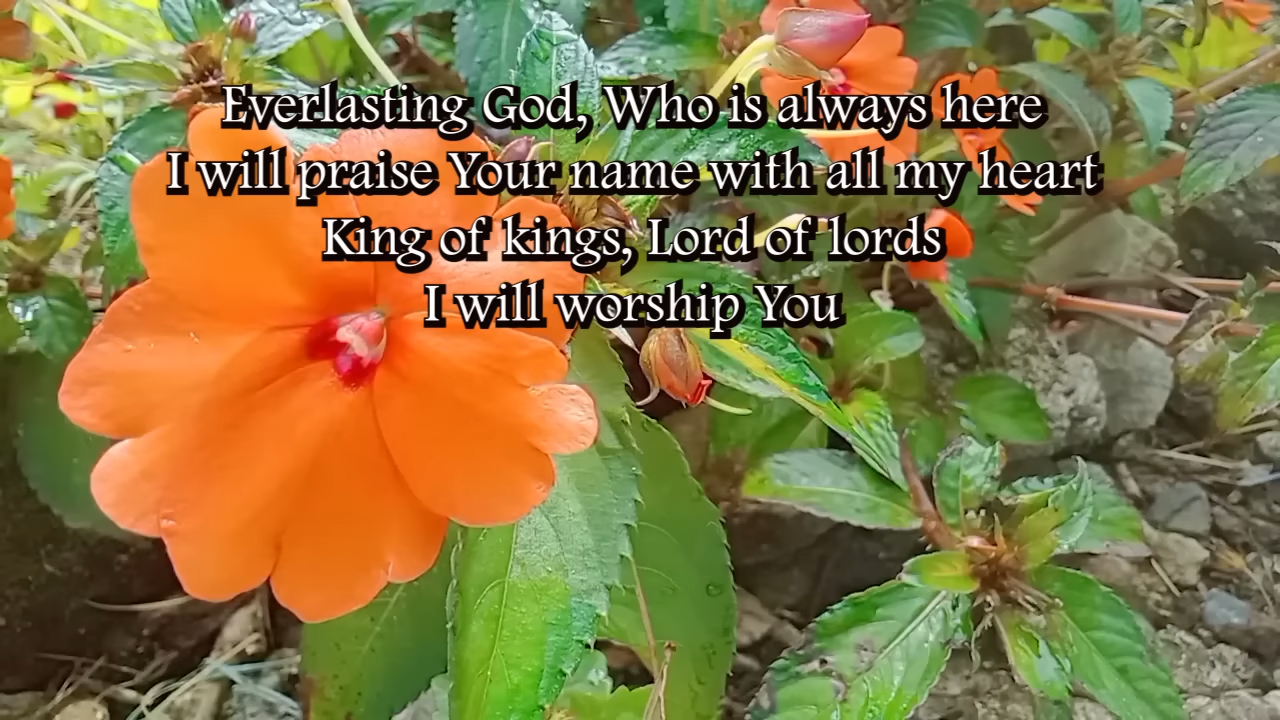 Everlasting God, Who is always here
I will praise Your name with all my heart
King of kings, Lord of lords
I will worship You